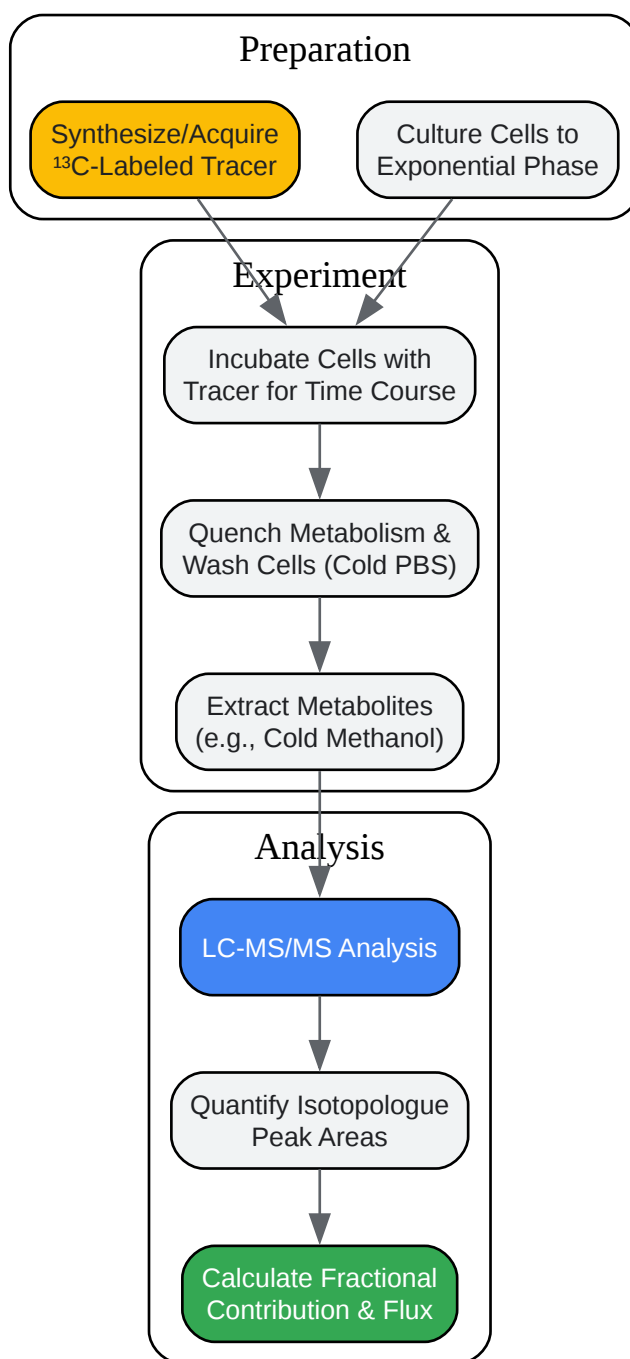 Preparation
Synthesize/Acquire
¹³C-Labeled Tracer
Culture Cells to
Exponential Phase
Experiment
Incubate Cells with
Tracer for Time Course
Quench Metabolism &
Wash Cells (Cold PBS)
Extract Metabolites
(e.g., Cold Methanol)
Analysis
LC-MS/MS Analysis
Quantify Isotopologue
Peak Areas
Calculate Fractional
Contribution & Flux